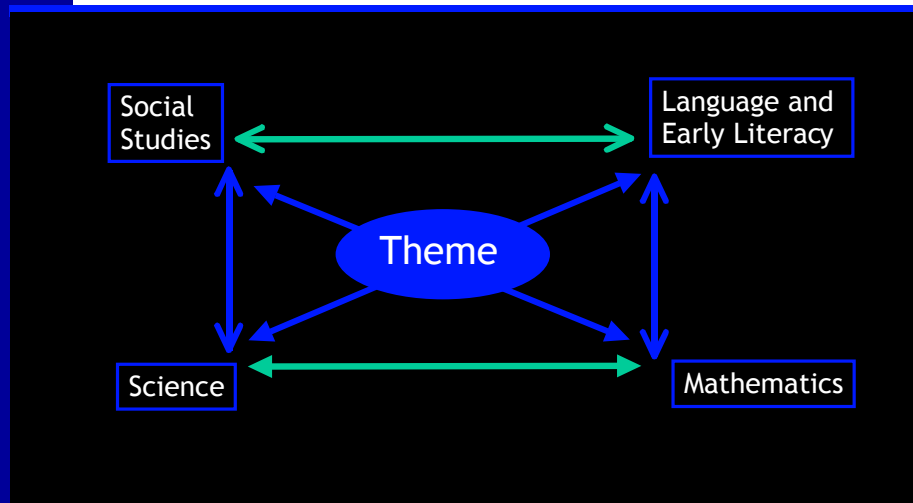 Social
Studies
Language and
Early Literacy
Theme
Science
Mathematics